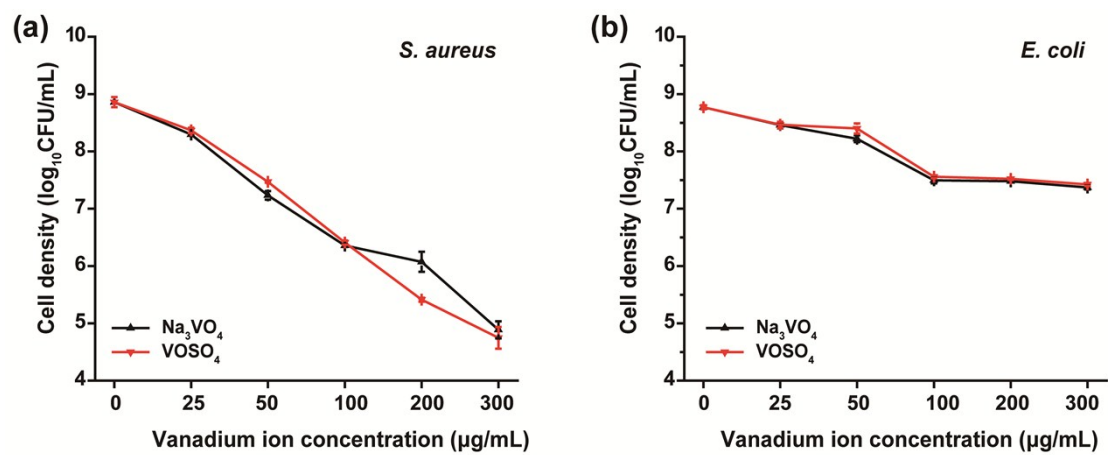 (a)
S. aureus
10
9
8
7
6
5
4
Cell density (log₁₀CFU/mL)
Na₃VO₄
VOSO₄
0 25 50 100 200 300
Vanadium ion concentration (µg/mL)
(b)
E. coli
10
9
8
7
6
5
4
Cell density (log₁₀CFU/mL)
Na₃VO₄
VOSO₄
0 25 50 100 200 300
Vanadium ion concentration (µg/mL)